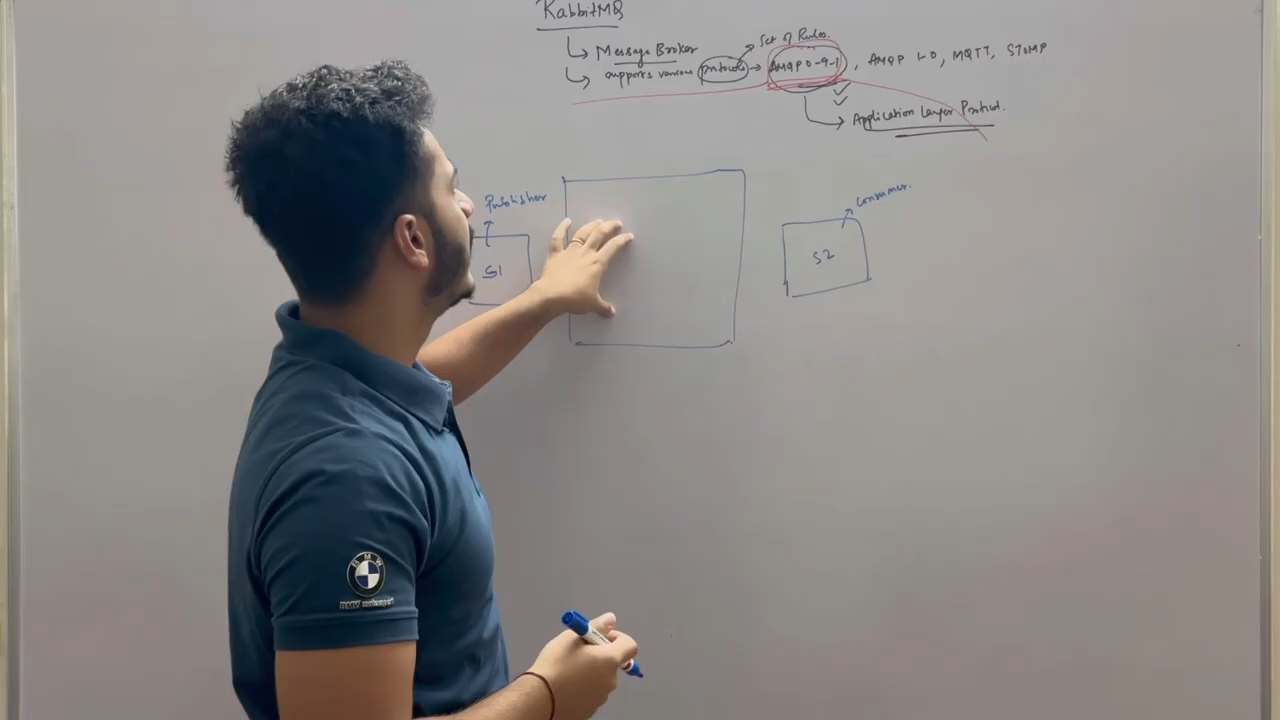 RabbitMQ
Set of Rules.
Message Broker
supports various protocols → AMQP 0-9-1, AMQP 1-0, MQTT, STOMP
Application Layer Protocol.
Publisher
consumer.
S1
S2
BMW